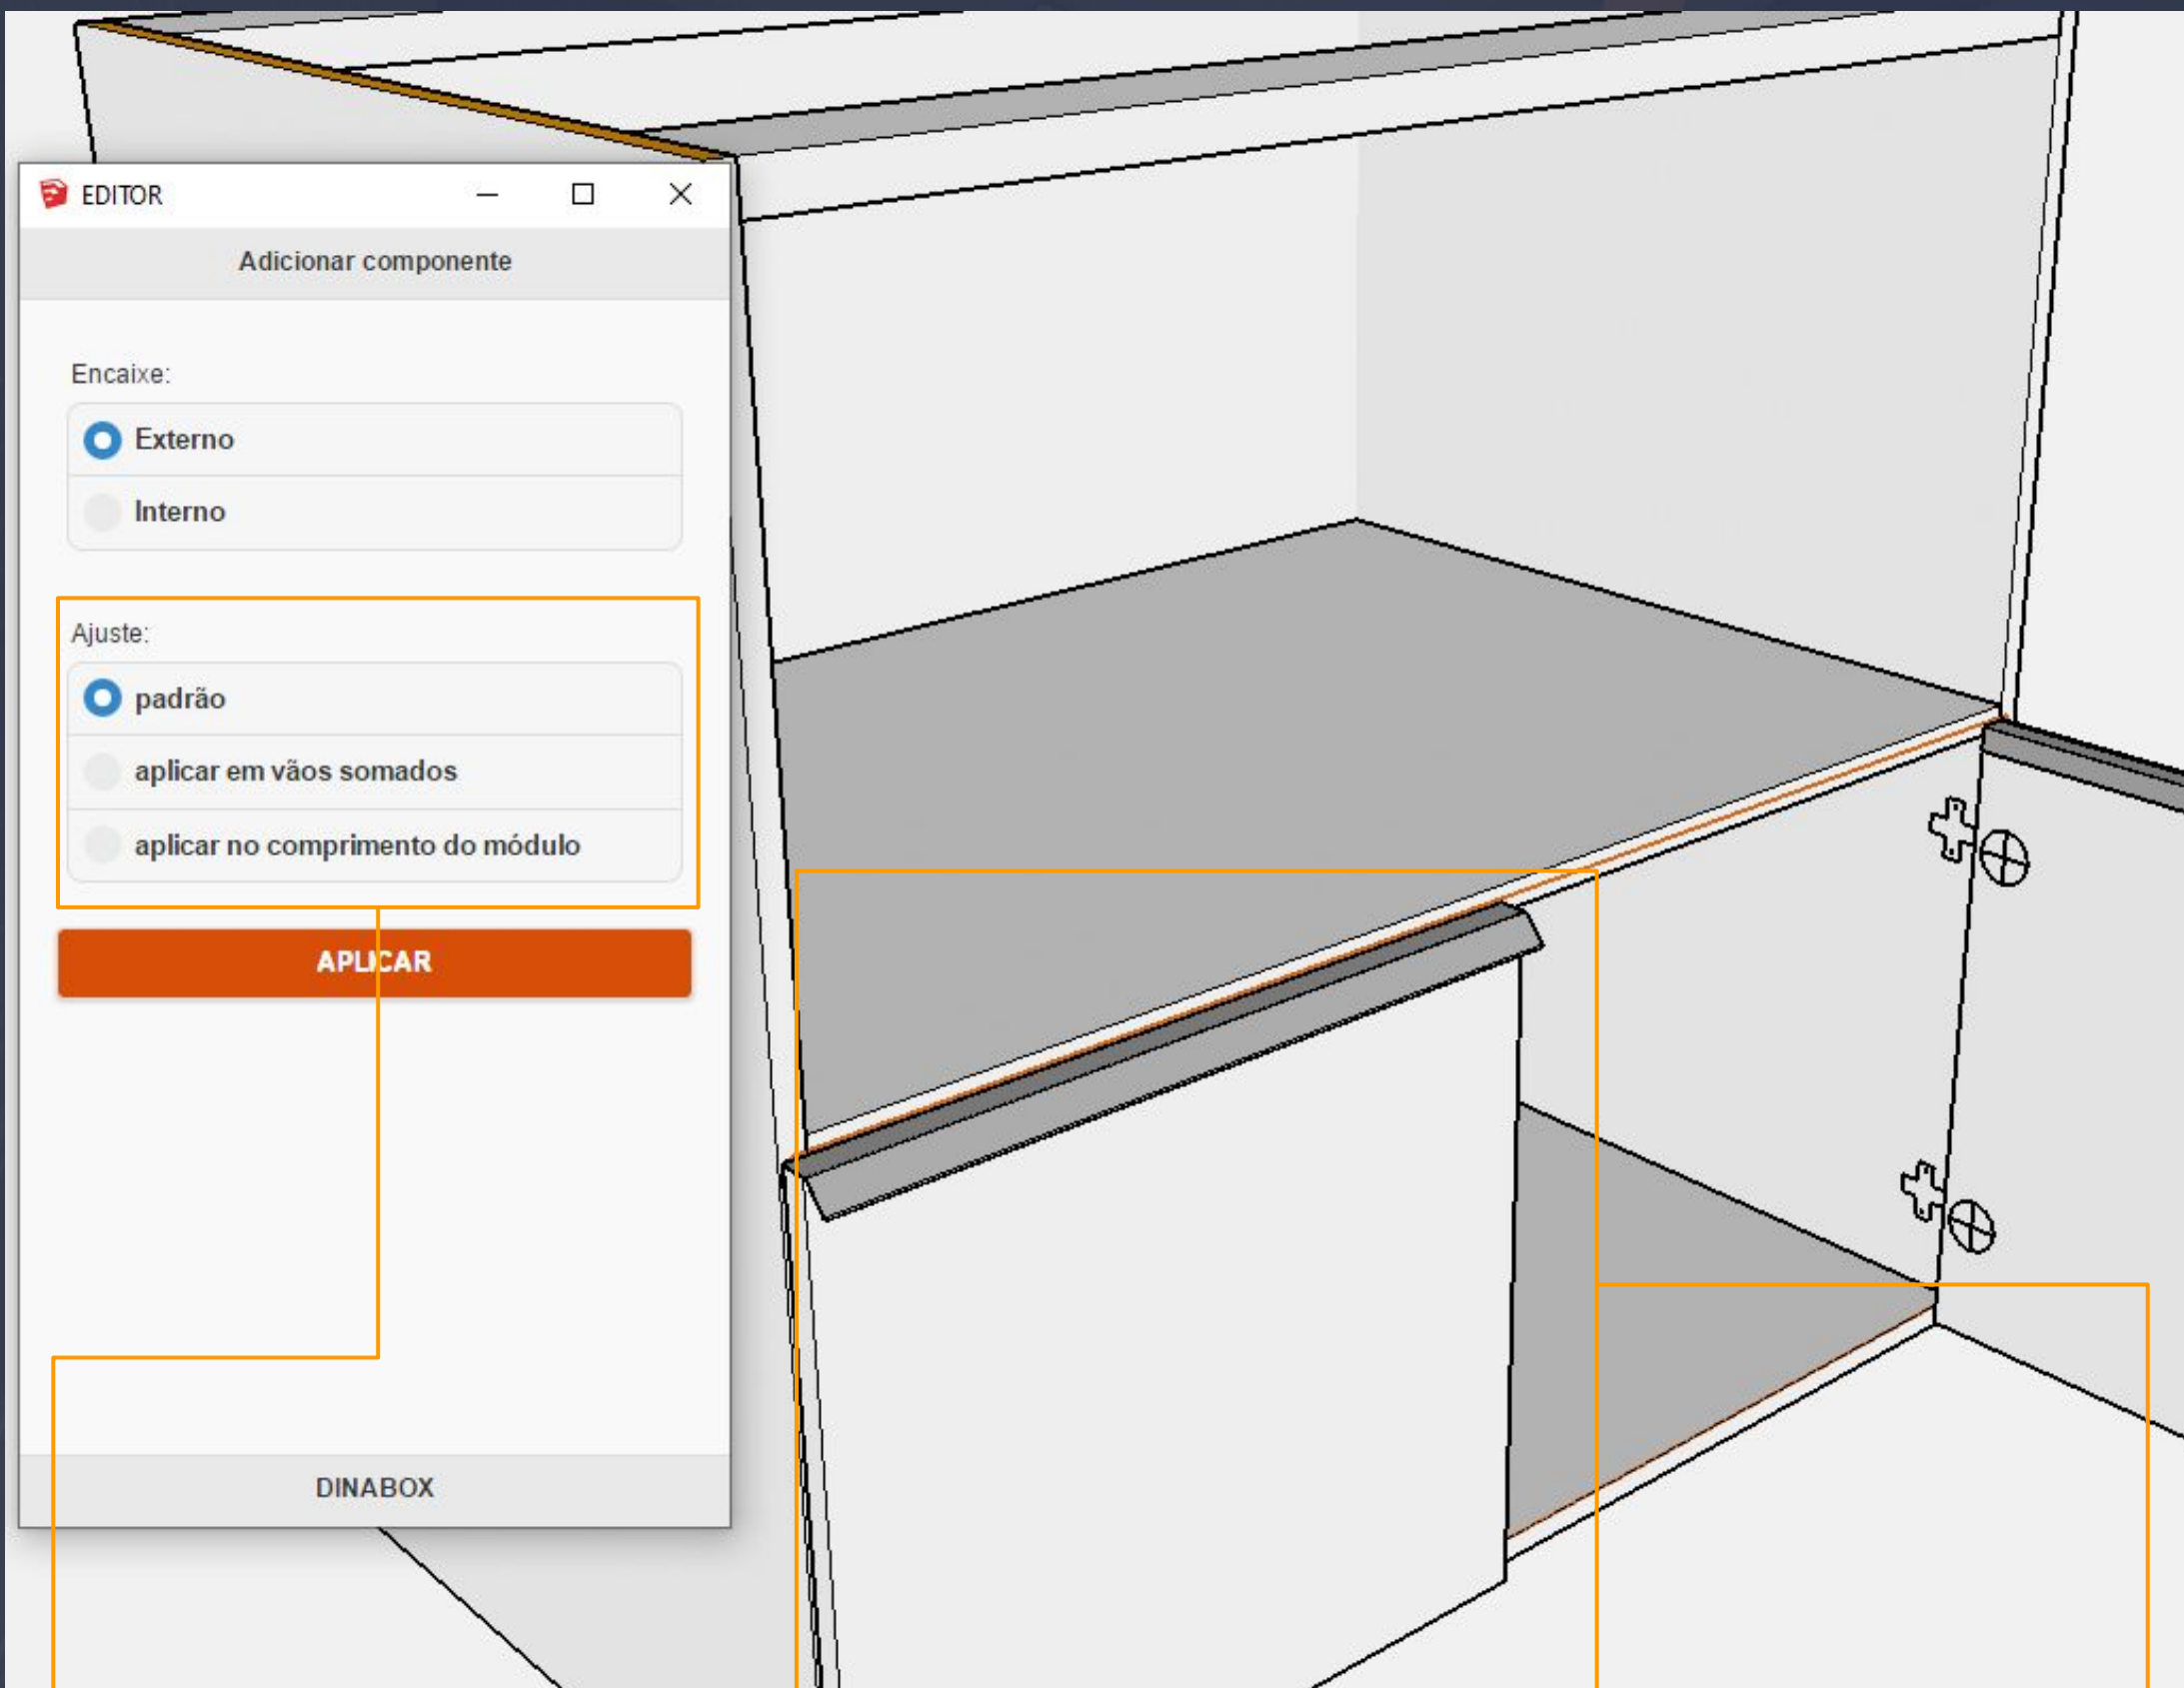 EDITOR
Adicionar componente
Encaixe:
Externo
Interno
Ajuste:
padrão
aplicar em vãos somados
aplicar no comprimento do módulo
APLICAR
DINABOX